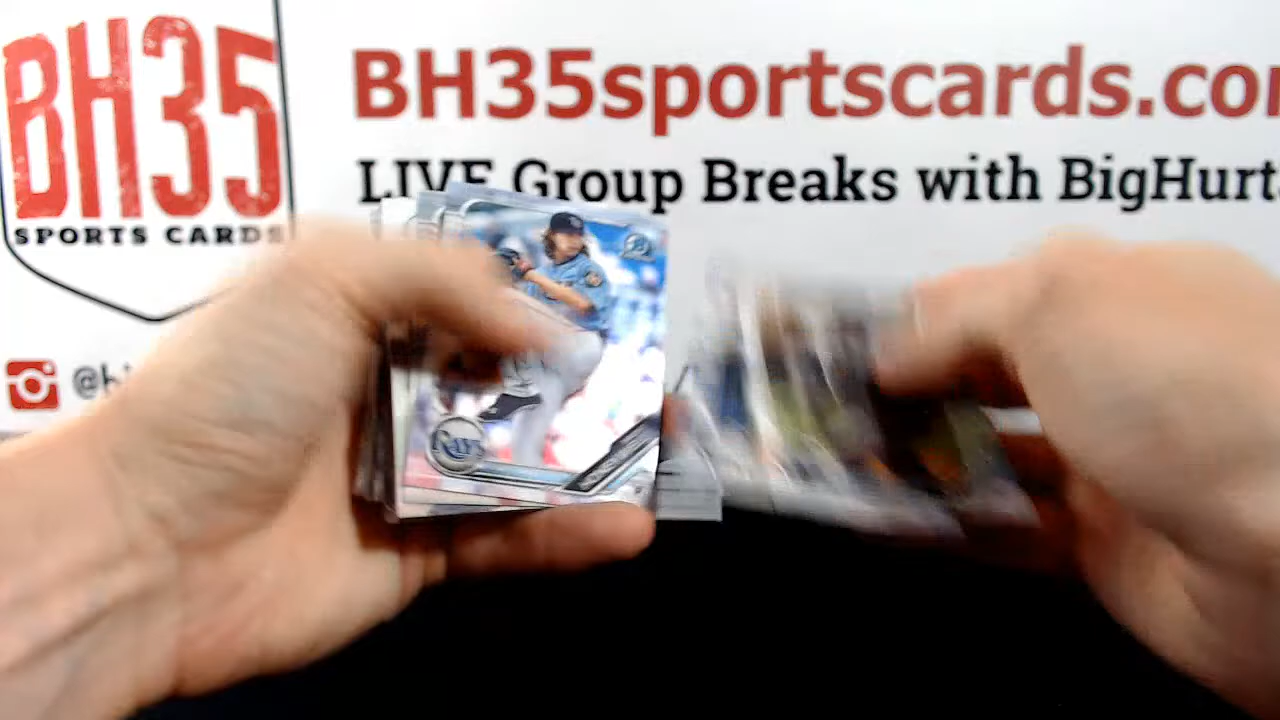 BH35
SPORTS CARDS
BH35sportscards.co
LIVE Group Breaks with BigHurt
RAYS